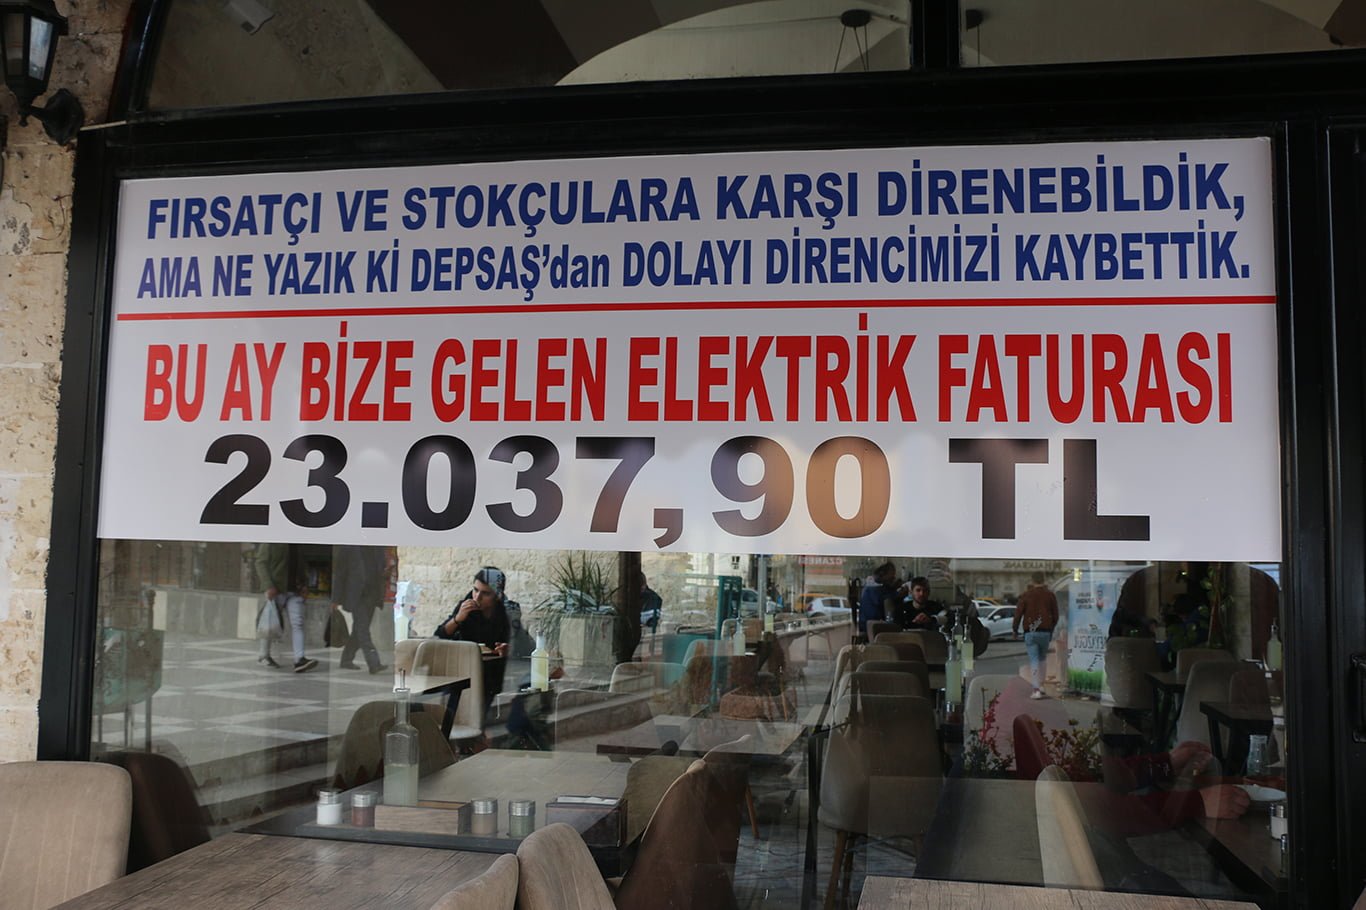 FIRSATÇI VE STOKÇULARA KARŞI DİRENEBİLDİK,
AMA NE YAZIK Kİ DEPSAŞ’dan DOLAYI DİRENCİMİZİ KAYBETTİK.
BU AY BİZE GELEN ELEKTRİK FATURASI
23.037,90 TL